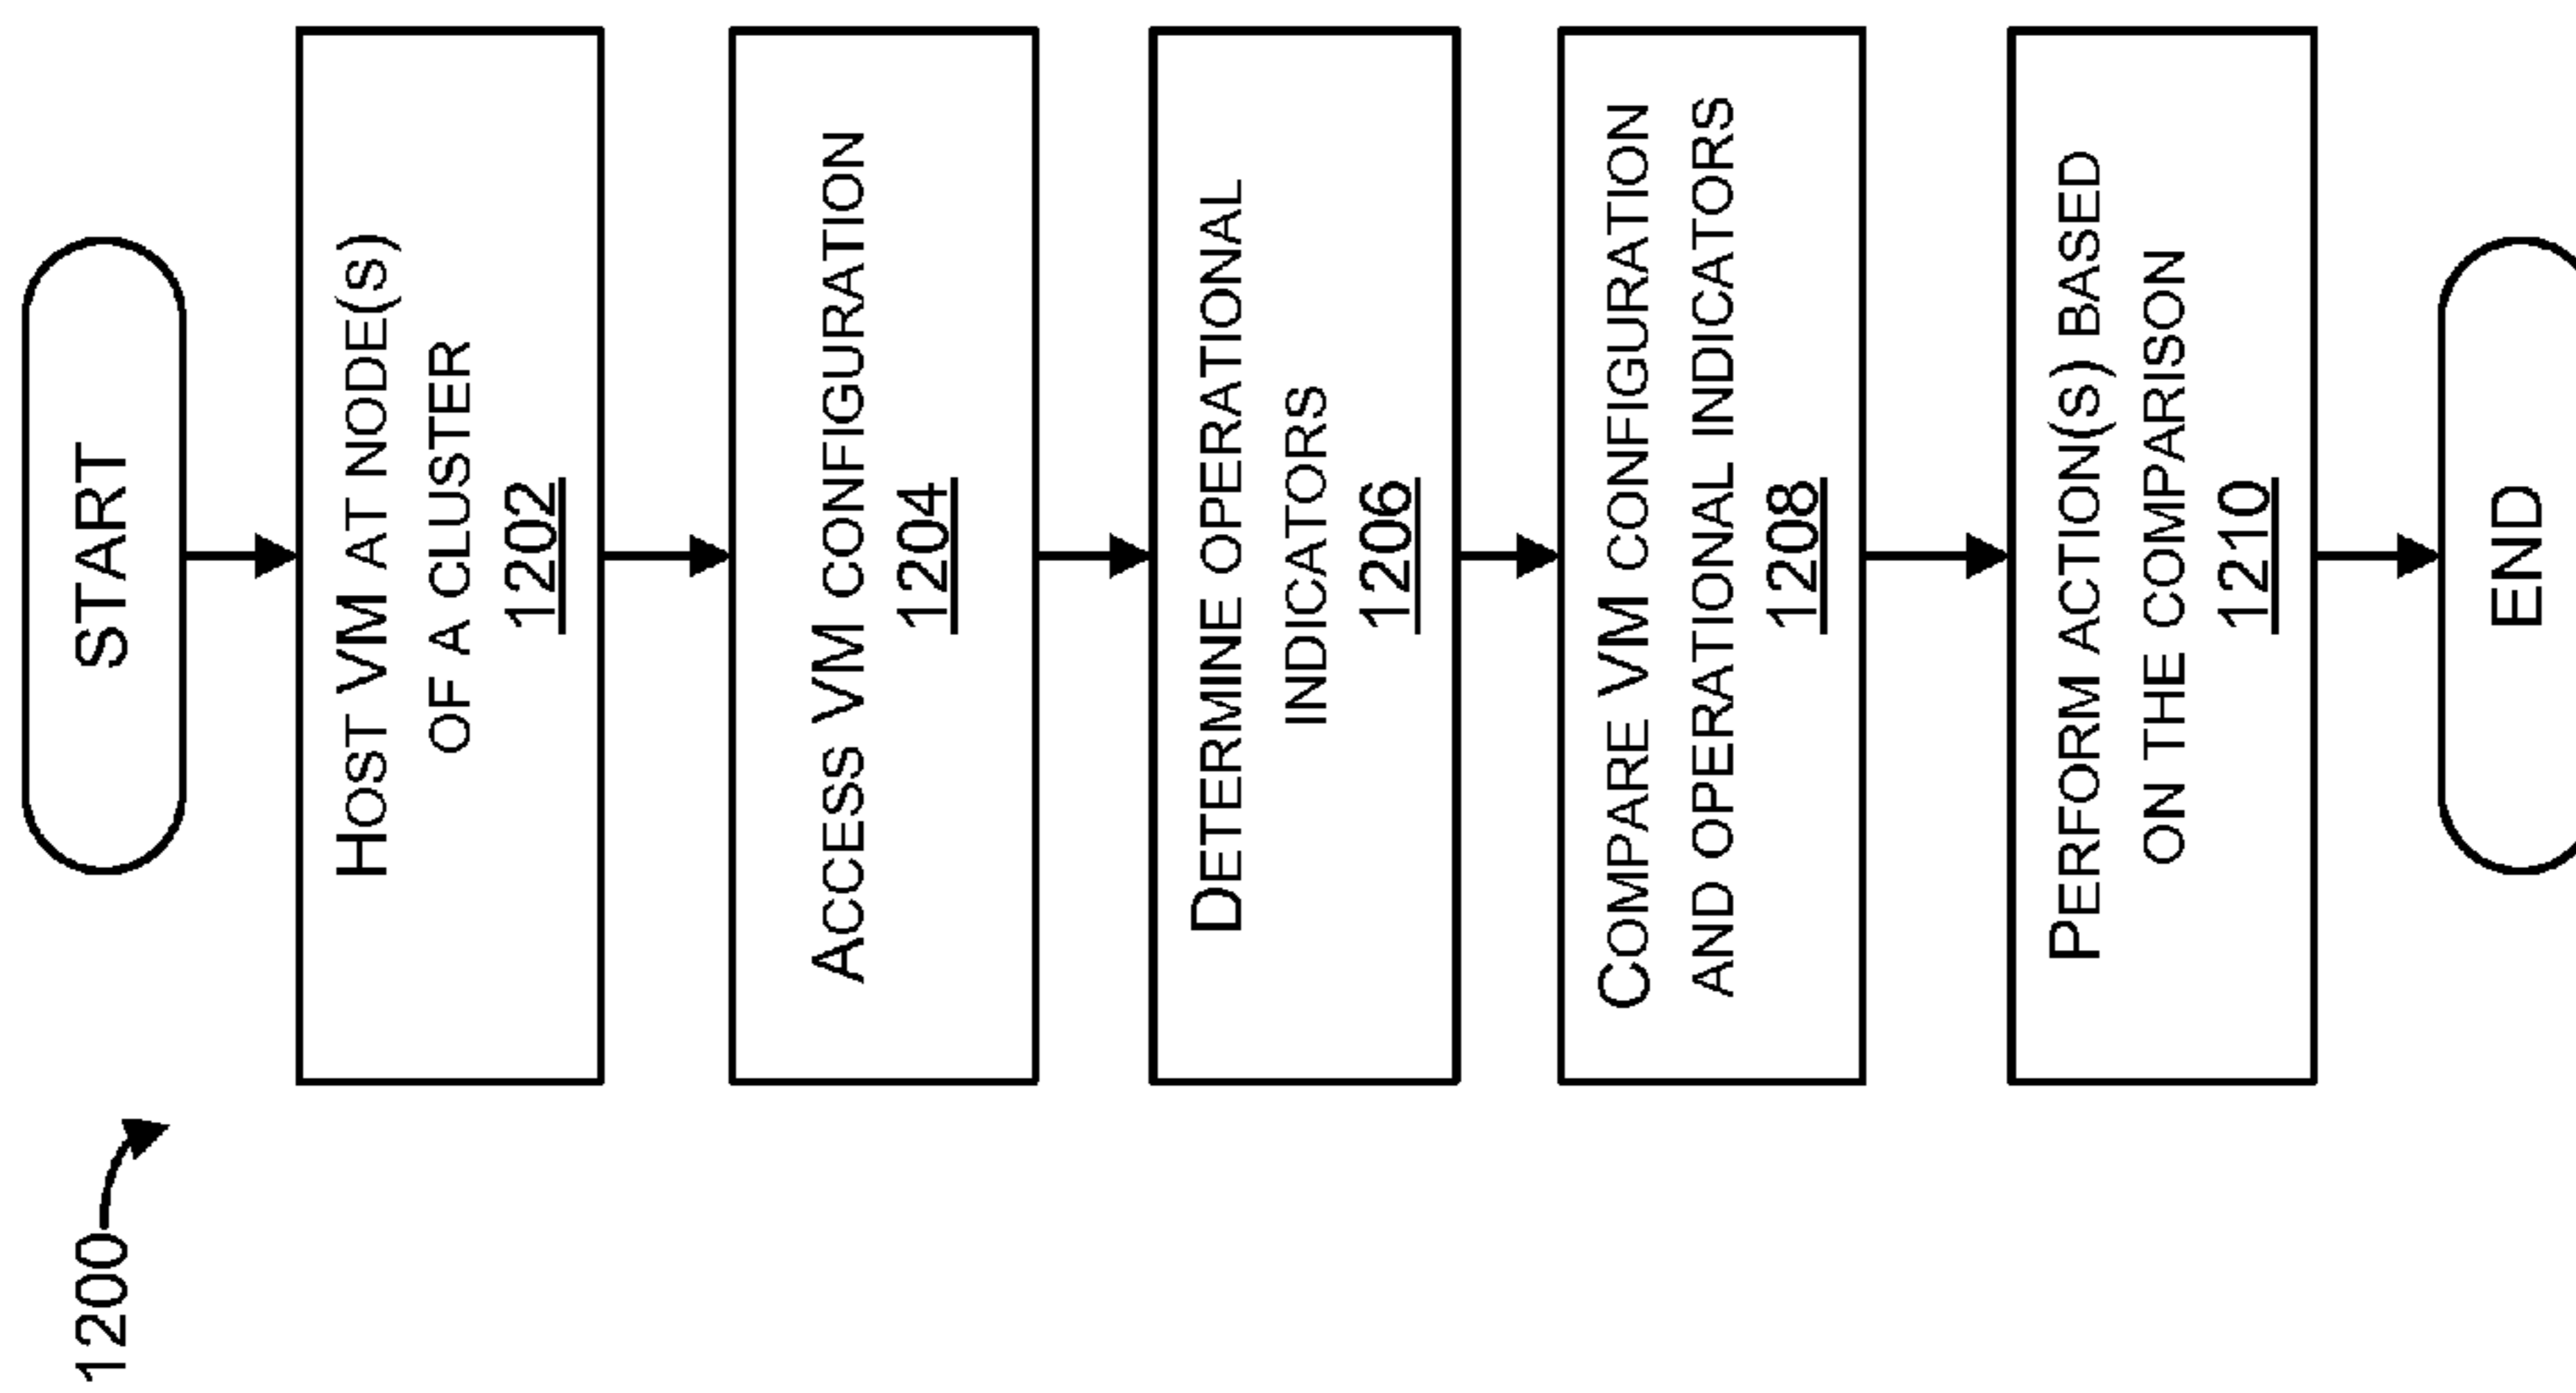 1200
START
HOST VM AT NODE(S)
OF A CLUSTER
1202
ACCESS VM CONFIGURATION
1204
DETERMINE OPERATIONAL
INDICATORS
1206
COMPARE VM CONFIGURATION
AND OPERATIONAL INDICATORS
1208
PERFORM ACTION(S) BASED
ON THE COMPARISON
1210
END